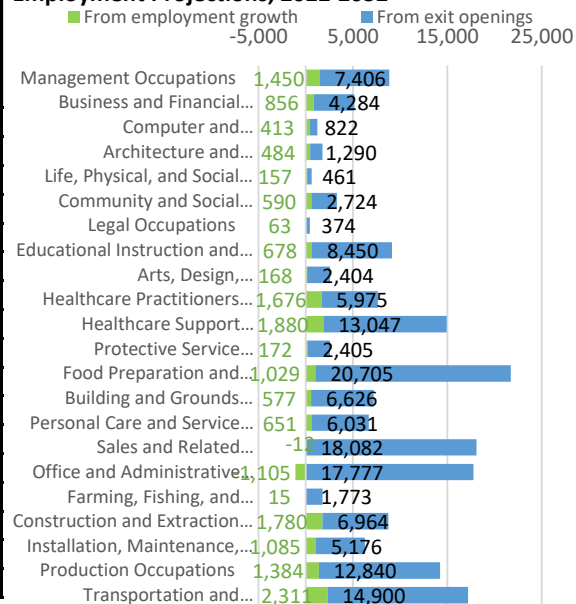 Employment Projections, 2022-2032
From employment growth From exit openings
-5,000 5,000 15,000 25,000
Management Occupations 1,450 7,406
Business and Financial... 856 4,284
Computer and... 413 822
Architecture and... 484 1,290
Life, Physical, and Social... 157 461
Community and Social... 590 2,724
Legal Occupations 63 374
Educational Instruction and... 678 8,450
Arts, Design,... 168 2,404
Healthcare Practitioners... 1,676 5,975
Healthcare Support... 1,880 13,047
Protective Service... 172 2,405
Food Preparation and... 1,029 20,705
Building and Grounds... 577 6,626
Personal Care and Service... 651 6,031
Sales and Related... -12 18,082
Office and Administrative... -1,105 17,777
Farming, Fishing, and... 15 1,773
Construction and Extraction... 1,780 6,964
Installation, Maintenance,... 1,085 5,176
Production Occupations 1,384 12,840
Transportation and... 2,311 14,900